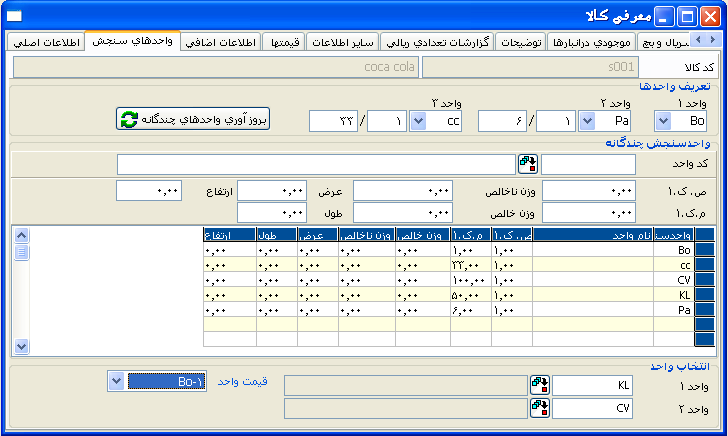 معرفي کالا
اطلاعات اصلي واحدهاي سنجش اطلاعات اضافي قيمتها ساير اطلاعات گزارشات تعدادي ريالي توضيحات موجودي درانبارها سريال و بچ
کد کالا s001 coca cola
تعريف واحدها
واحد ۱ واحد ۲ واحد ۳
Bo Pa ۱ / ۶ cc ۱ / ۳۳ بروز آوري واحدهاي چندگانه
واحدسنجش چندگانه
کد واحد
ص.ک.۱ ۰,۰۰ وزن ناخالص ۰,۰۰ عرض ۰,۰۰ ارتفاع ۰,۰۰
م.ک.۱ ۰,۰۰ وزن خالص ۰,۰۰ طول ۰,۰۰
واحدسن نام واحد ص.ک.۱ م.ک.۱ وزن خالص وزن ناخالص عرض طول ارتفاع
Bo ۱,۰۰ ۱,۰۰ ۰,۰۰ ۰,۰۰ ۰,۰۰ ۰,۰۰ ۰,۰۰
cc ۱,۰۰ ۳۳,۰۰ ۰,۰۰ ۰,۰۰ ۰,۰۰ ۰,۰۰ ۰,۰۰
CV ۱,۰۰ ۱۰۰,۰۰ ۰,۰۰ ۰,۰۰ ۰,۰۰ ۰,۰۰ ۰,۰۰
KL ۱,۰۰ ۵۰,۰۰ ۰,۰۰ ۰,۰۰ ۰,۰۰ ۰,۰۰ ۰,۰۰
Pa ۱,۰۰ ۶,۰۰ ۰,۰۰ ۰,۰۰ ۰,۰۰ ۰,۰۰ ۰,۰۰
انتخاب واحد
واحد ۱ KL قيمت واحد Bo-۱
واحد ۲ CV